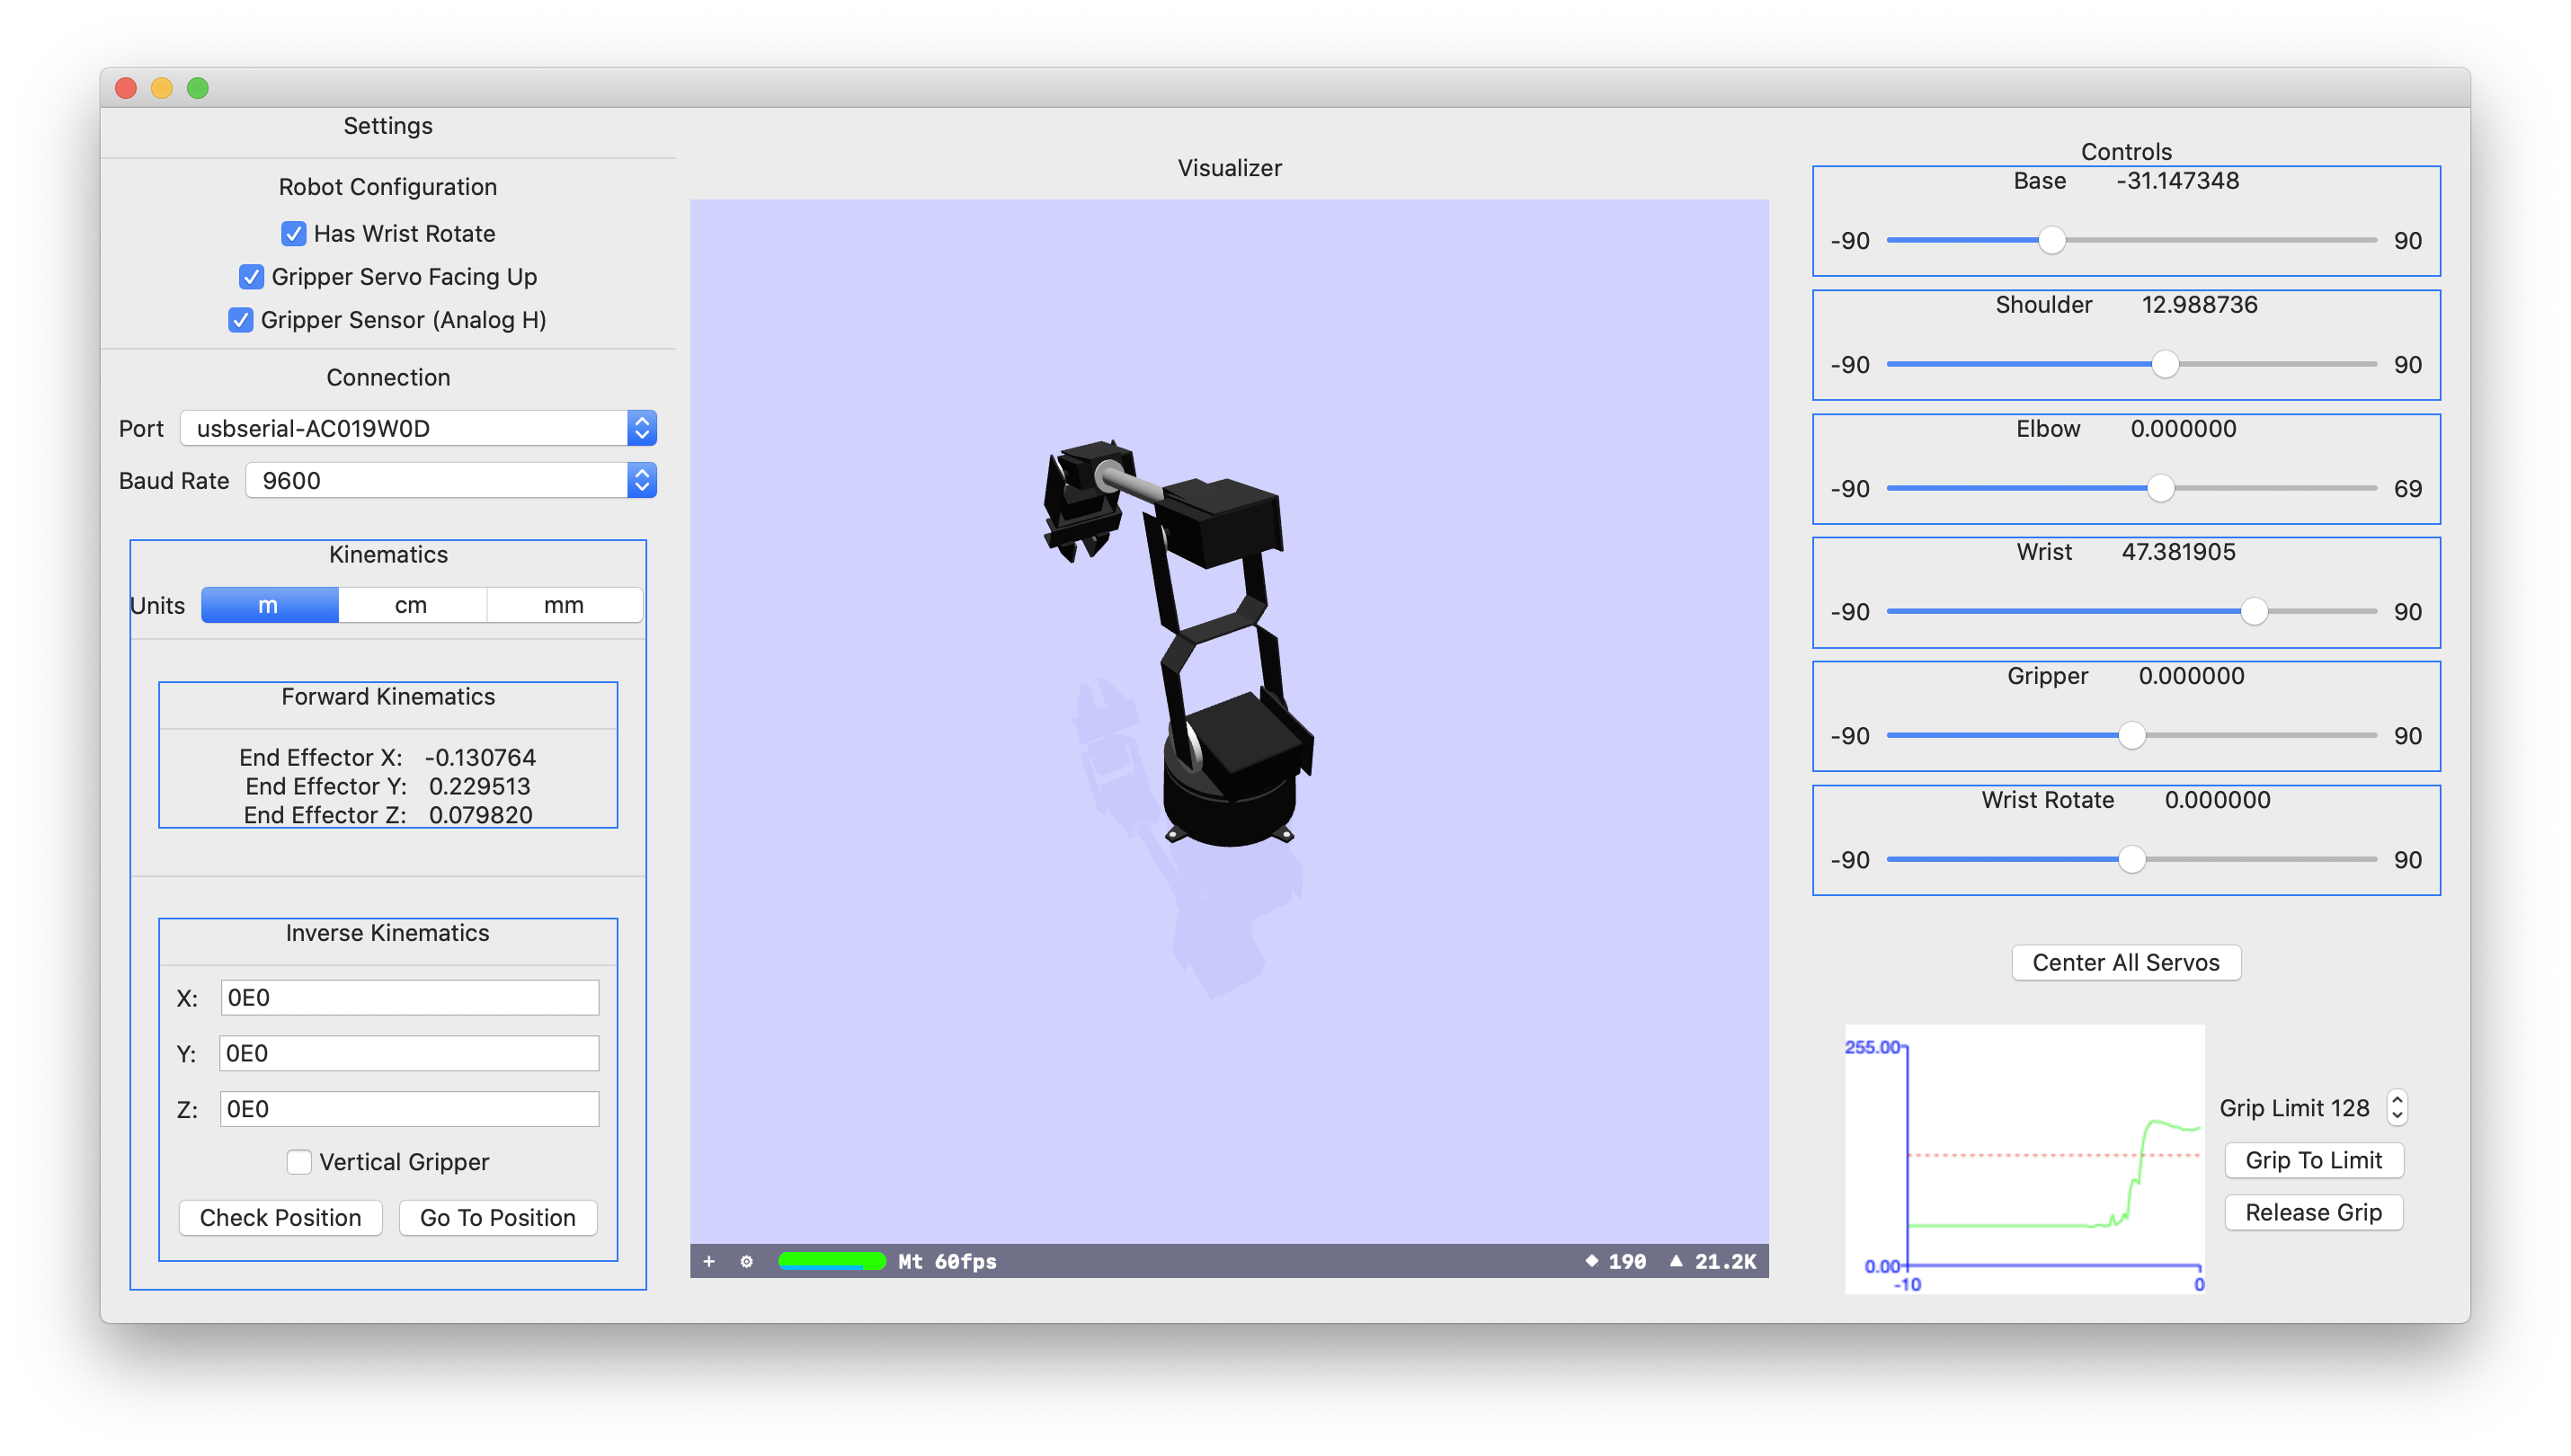 Settings
Robot Configuration
Has Wrist Rotate
Gripper Servo Facing Up
Gripper Sensor (Analog H)
Connection
Port usbserial-AC019W0D
Baud Rate 9600
Kinematics
Units m cm mm
Forward Kinematics
End Effector X: -0.130764
End Effector Y: 0.229513
End Effector Z: 0.079820
Inverse Kinematics
X: 0E0
Y: 0E0
Z: 0E0
Vertical Gripper
Check Position Go To Position
Visualizer
+ Mt 60fps 190 21.2K
Controls
Base -31.147348
-90 90
Shoulder 12.988736
-90 90
Elbow 0.000000
-90 69
Wrist 47.381905
-90 90
Gripper 0.000000
-90 90
Wrist Rotate 0.000000
-90 90
Center All Servos
255.00
0.00
-10 0
Grip Limit 128
Grip To Limit
Release Grip